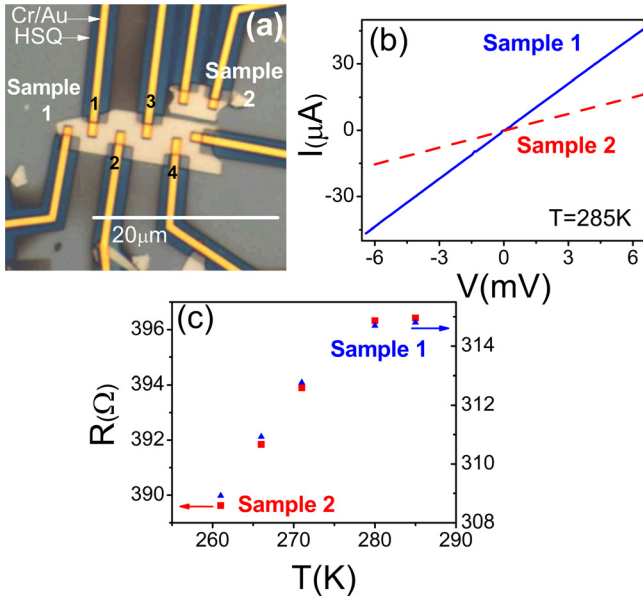 Cr/Au
HSQ
(a)
Sample
1
Sample
2
1
3
2
4
20μm
(b)
Sample 1
Sample 2
T=285K
I(μA)
45
0
-30
-6
-3
0
3
6
V(mV)
(c)
Sample 1
Sample 2
R(Ω)
396
394
392
390
314
312
310
308
260
270
280
290
T(K)